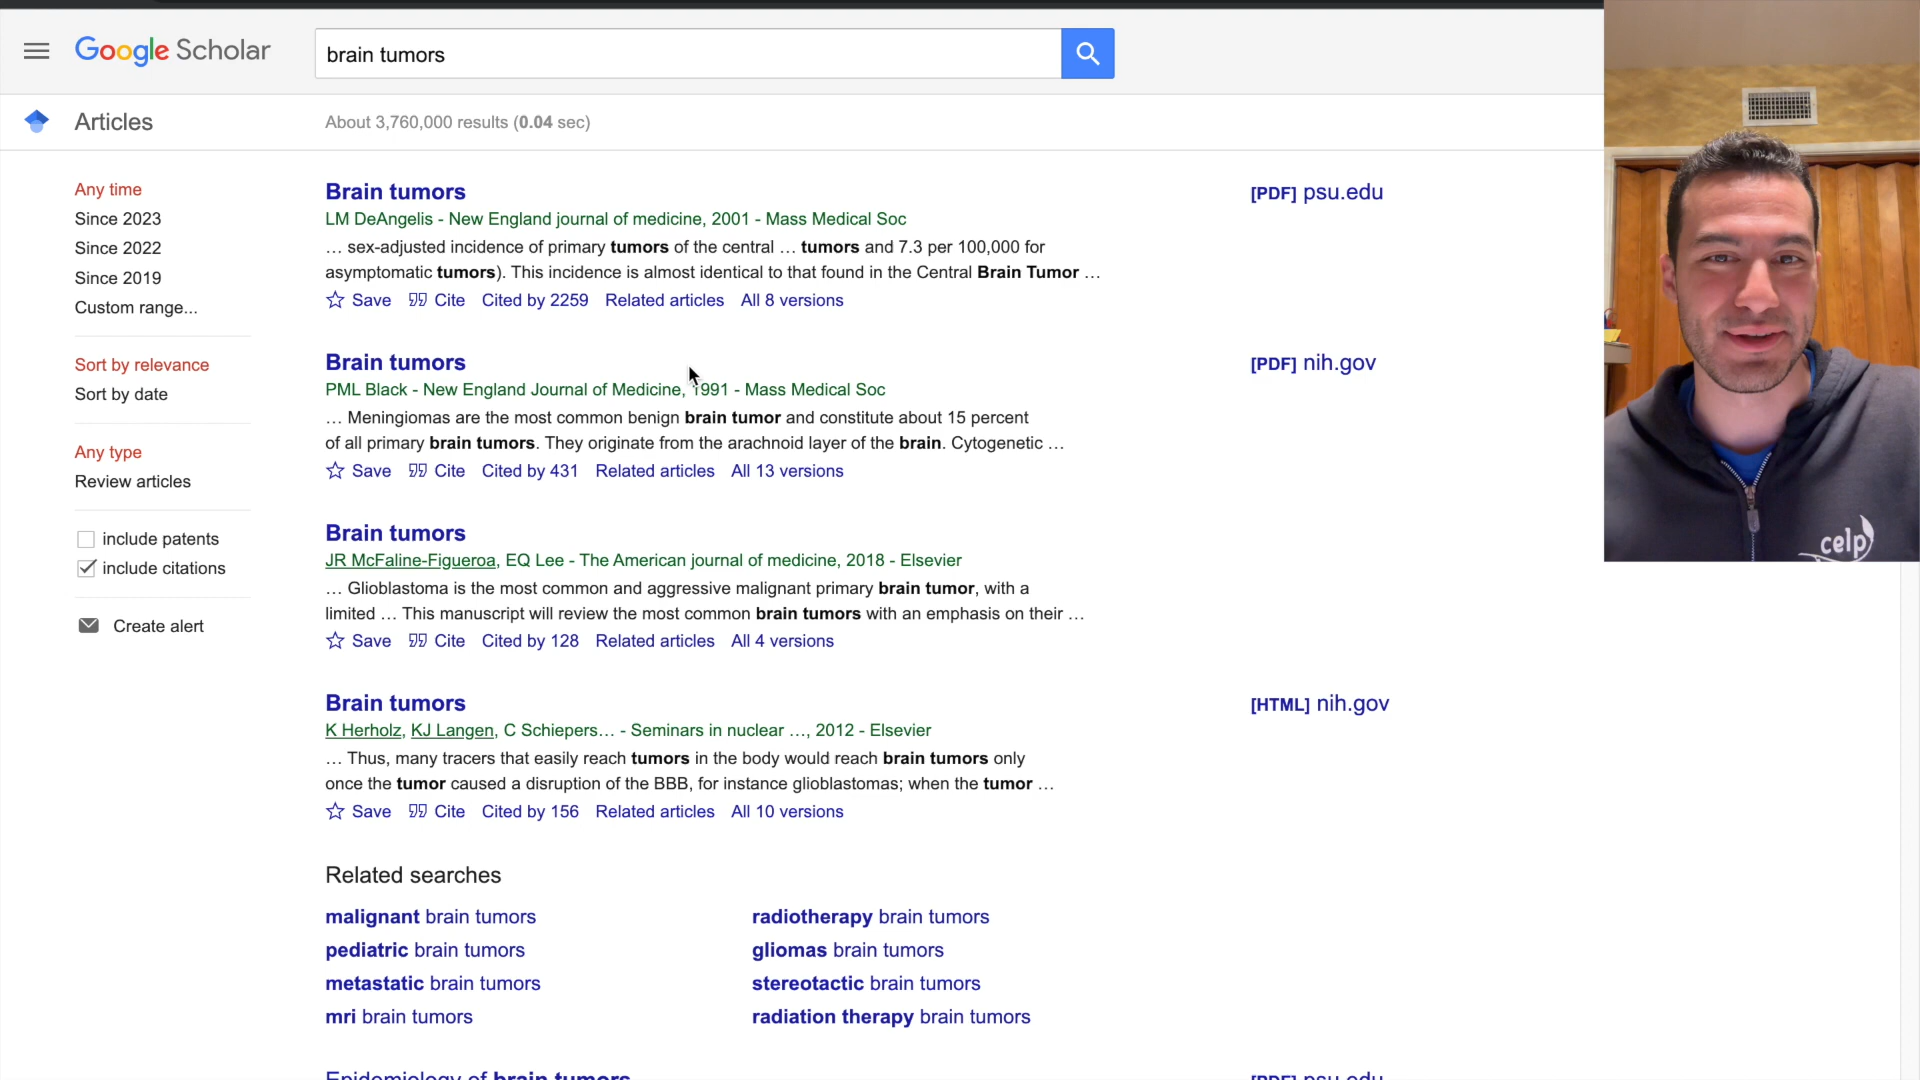 Google Scholar
brain tumors
Articles
About 3,760,000 results (0.04 sec)
Any time
Since 2023
Since 2022
Since 2019
Custom range...
Sort by relevance
Sort by date
Any type
Review articles
include patents
include citations
Create alert
Brain tumors
[PDF] psu.edu
LM DeAngelis - New England journal of medicine, 2001 - Mass Medical Soc
… sex-adjusted incidence of primary tumors of the central … tumors and 7.3 per 100,000 for
asymptomatic tumors). This incidence is almost identical to that found in the Central Brain Tumor …
Save Cite Cited by 2259 Related articles All 8 versions
Brain tumors
[PDF] nih.gov
PML Black - New England Journal of Medicine, 1991 - Mass Medical Soc
… Meningiomas are the most common benign brain tumor and constitute about 15 percent
of all primary brain tumors. They originate from the arachnoid layer of the brain. Cytogenetic …
Save Cite Cited by 431 Related articles All 13 versions
Brain tumors
JR McFaline-Figueroa, EQ Lee - The American journal of medicine, 2018 - Elsevier
… Glioblastoma is the most common and aggressive malignant primary brain tumor, with a
limited … This manuscript will review the most common brain tumors with an emphasis on their …
Save Cite Cited by 128 Related articles All 4 versions
Brain tumors
[HTML] nih.gov
K Herholz, KJ Langen, C Schiepers… - Seminars in nuclear …, 2012 - Elsevier
… Thus, many tracers that easily reach tumors in the body would reach brain tumors only
once the tumor caused a disruption of the BBB, for instance glioblastomas; when the tumor …
Save Cite Cited by 156 Related articles All 10 versions
Related searches
malignant brain tumors
pediatric brain tumors
metastatic brain tumors
mri brain tumors
radiotherapy brain tumors
gliomas brain tumors
stereotactic brain tumors
radiation therapy brain tumors
Epidemiology of brain tumors
[PDF] psu.edu
celp